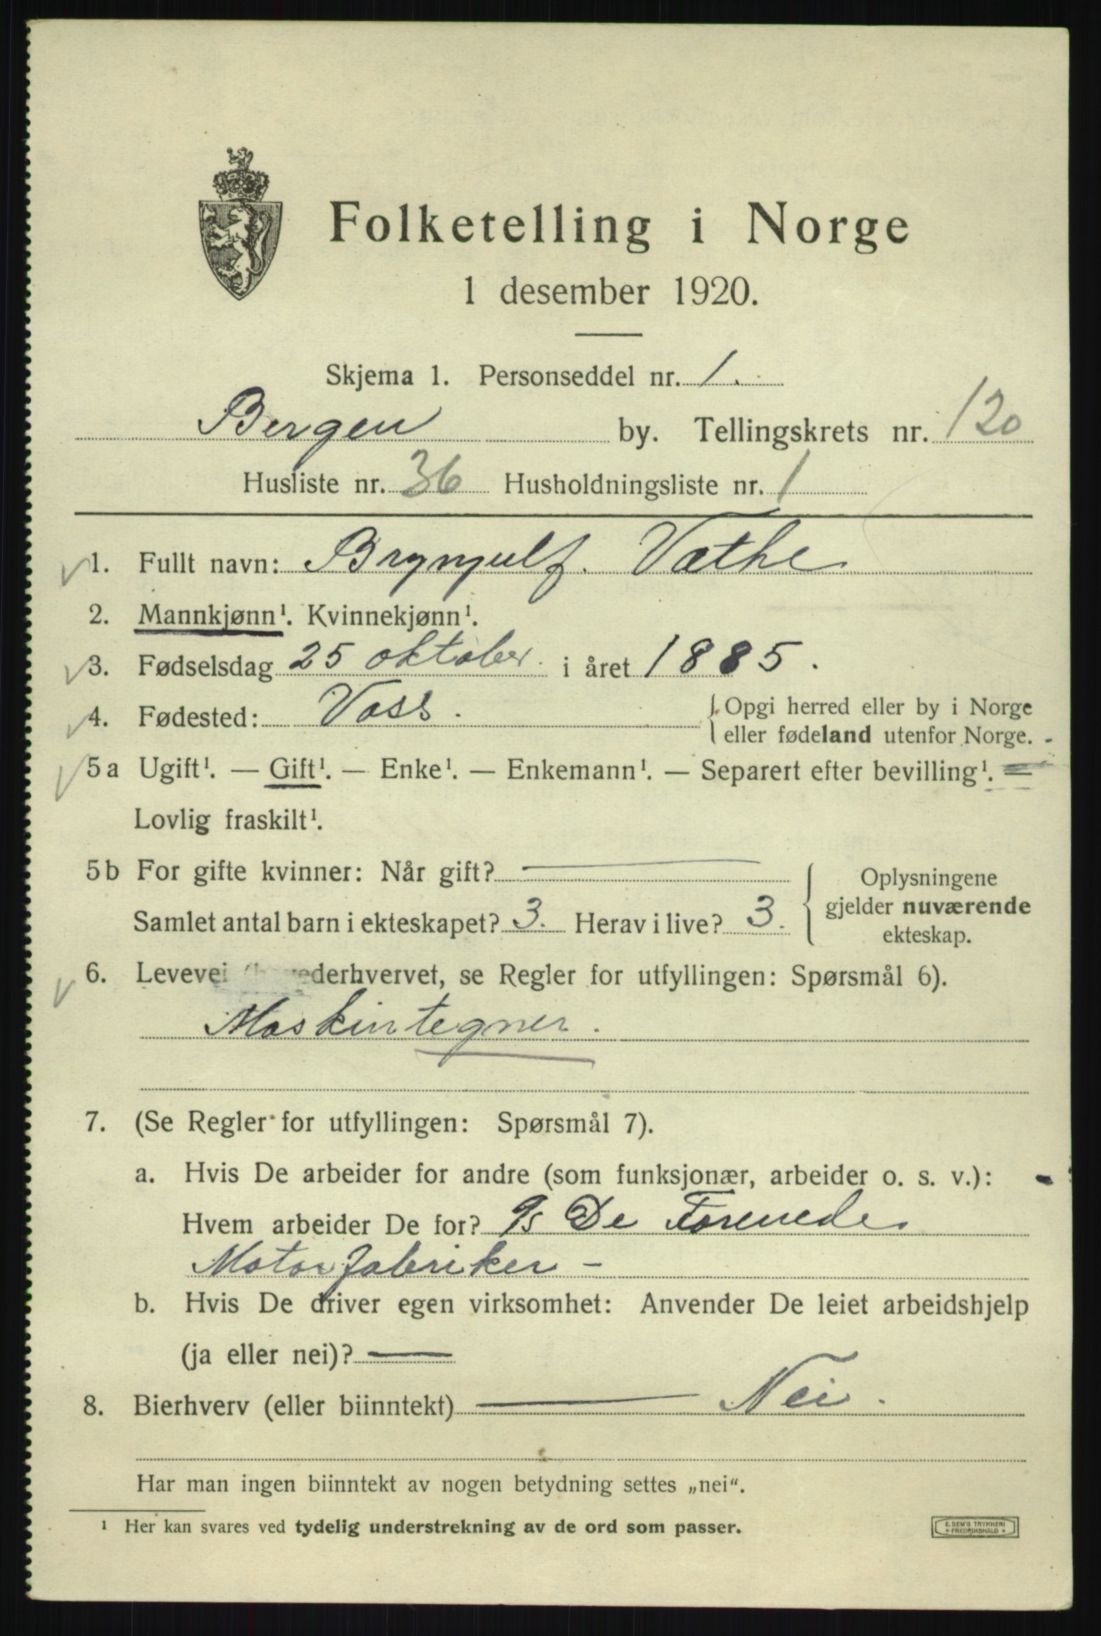 Folketelling i Norge
1 desember 1920.
Skjema 1. Personseddel nr. 1.
Bergen by. Tellingskrets nr. 120
Husliste nr. 36 Husholdningsliste nr. 1
1. Fullt navn: Brynjulf. Væthe
2. Mannkjønn¹. Kvinnekjønn¹.
3. Fødselsdag 25 oktober i året 1885.
4. Fødested: Voss. Opgi herred eller by i Norge
eller fødeland utenfor Norge.
5a Ugift¹. — Gift¹. — Enke¹. — Enkemann¹. — Separert efter bevilling¹. —
Lovlig fraskilt¹.
5b For gifte kvinner: Når gift? —
Samlet antal barn i ekteskapet? 3. Herav i live? 3.
Oplysningene
gjelder nuværende
ekteskap.
6. Levevei se Regler for utfyllingen: Spørsmål 6).
Maskintegner.
7. (Se Regler for utfyllingen: Spørsmål 7).
a. Hvis De arbeider for andre (som funksjonær, arbeider o. s. v.):
Hvem arbeider De for? De Forenede
Motorfabriker –
b. Hvis De driver egen virksomhet: Anvender De leiet arbeidshjelp
(ja eller nei)? —
8. Bierhverv (eller biinntekt) — Nei.
Har man ingen biinntekt av nogen betydning settes „nei“.
¹ Her kan svares ved tydelig understrekning av de ord som passer.
E. SEM'S TRYKKERI
FREDRIKSHALD